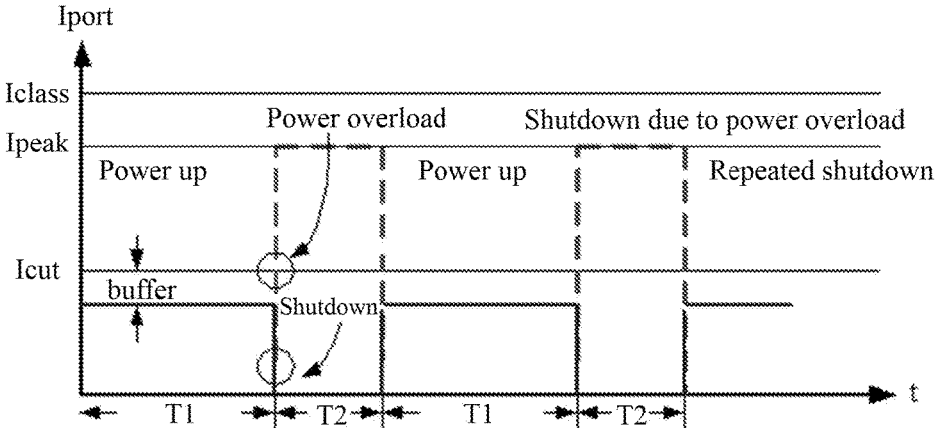 Iport
Iclass
Power overload
Shutdown due to power overload
Ipeak
Power up
Power up
Repeated shutdown
Icut
buffer
Shutdown
t
T1
T2
T1
T2